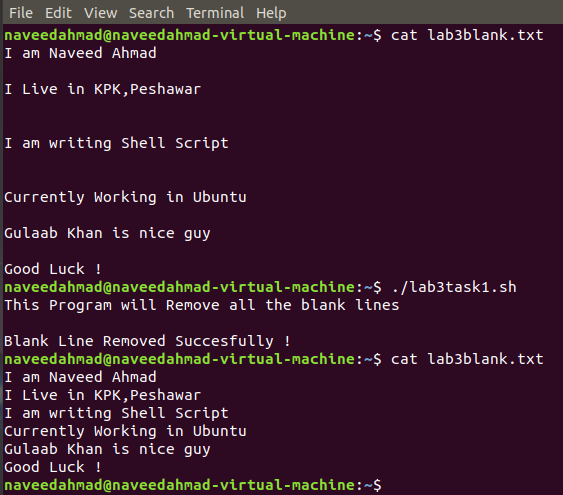 File Edit View Search Terminal Help
naveedahmad@naveedahmad-virtual-machine:~$ cat lab3blank.txt
I am Naveed Ahmad
I Live in KPK,Peshawar
I am writing Shell Script
Currently Working in Ubuntu
Gulaab Khan is nice guy
Good Luck !
naveedahmad@naveedahmad-virtual-machine:~$ ./lab3task1.sh
This Program will Remove all the blank lines
Blank Line Removed Succesfully !
naveedahmad@naveedahmad-virtual-machine:~$ cat lab3blank.txt
I am Naveed Ahmad
I Live in KPK,Peshawar
I am writing Shell Script
Currently Working in Ubuntu
Gulaab Khan is nice guy
Good Luck !
naveedahmad@naveedahmad-virtual-machine:~$